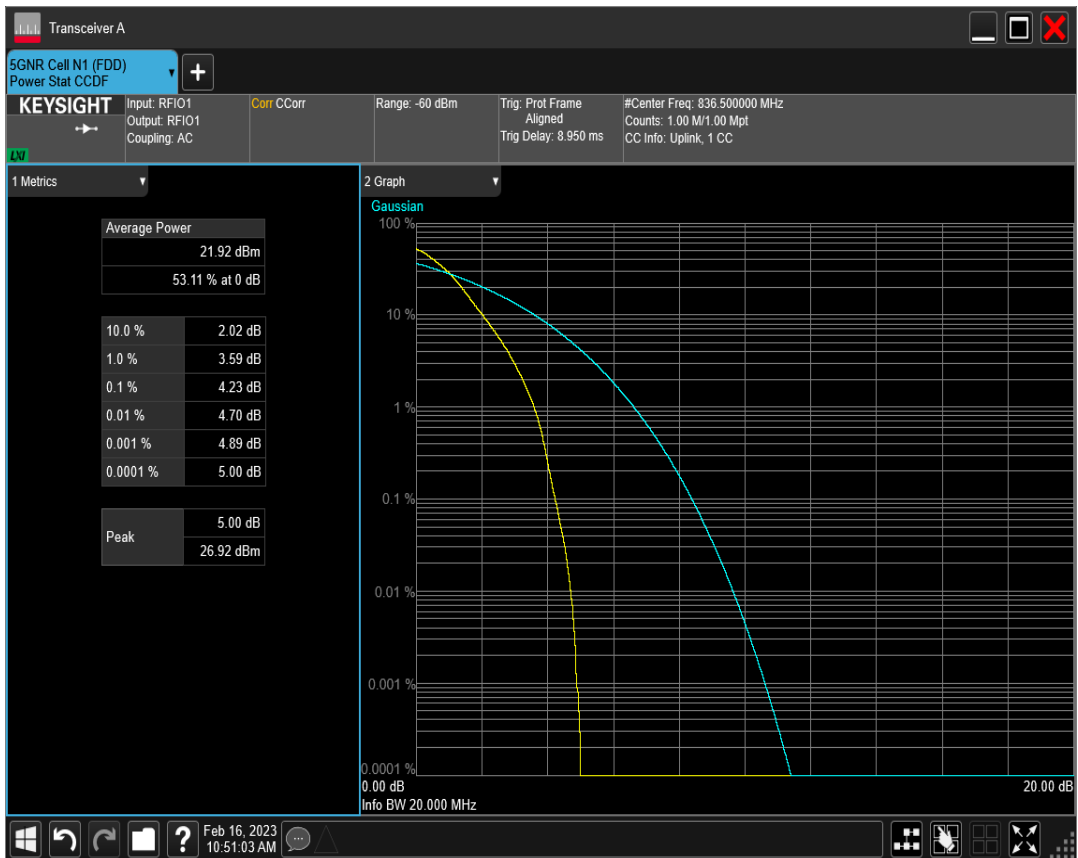 Transceiver A
5GNR Cell N1 (FDD)
Power Stat CCDF
+
KEYSIGHT
LXI
Input: RFIO1
Output: RFIO1
Coupling: AC
Corr CCorr
Range: -60 dBm
Trig: Prot Frame
Aligned
Trig Delay: 8.950 ms
#Center Freq: 836.500000 MHz
Counts: 1.00 M/1.00 Mpt
CC Info: Uplink, 1 CC
1 Metrics
Average Power
21.92 dBm
53.11 % at 0 dB
10.0 % 2.02 dB
1.0 % 3.59 dB
0.1 % 4.23 dB
0.01 % 4.70 dB
0.001 % 4.89 dB
0.0001 % 5.00 dB
Peak
5.00 dB
26.92 dBm
2 Graph
Gaussian
100 %
10 %
1 %
0.1 %
0.01 %
0.001 %
0.0001 %
0.00 dB 20.00 dB
Info BW 20.000 MHz
?
Feb 16, 2023
10:51:03 AM